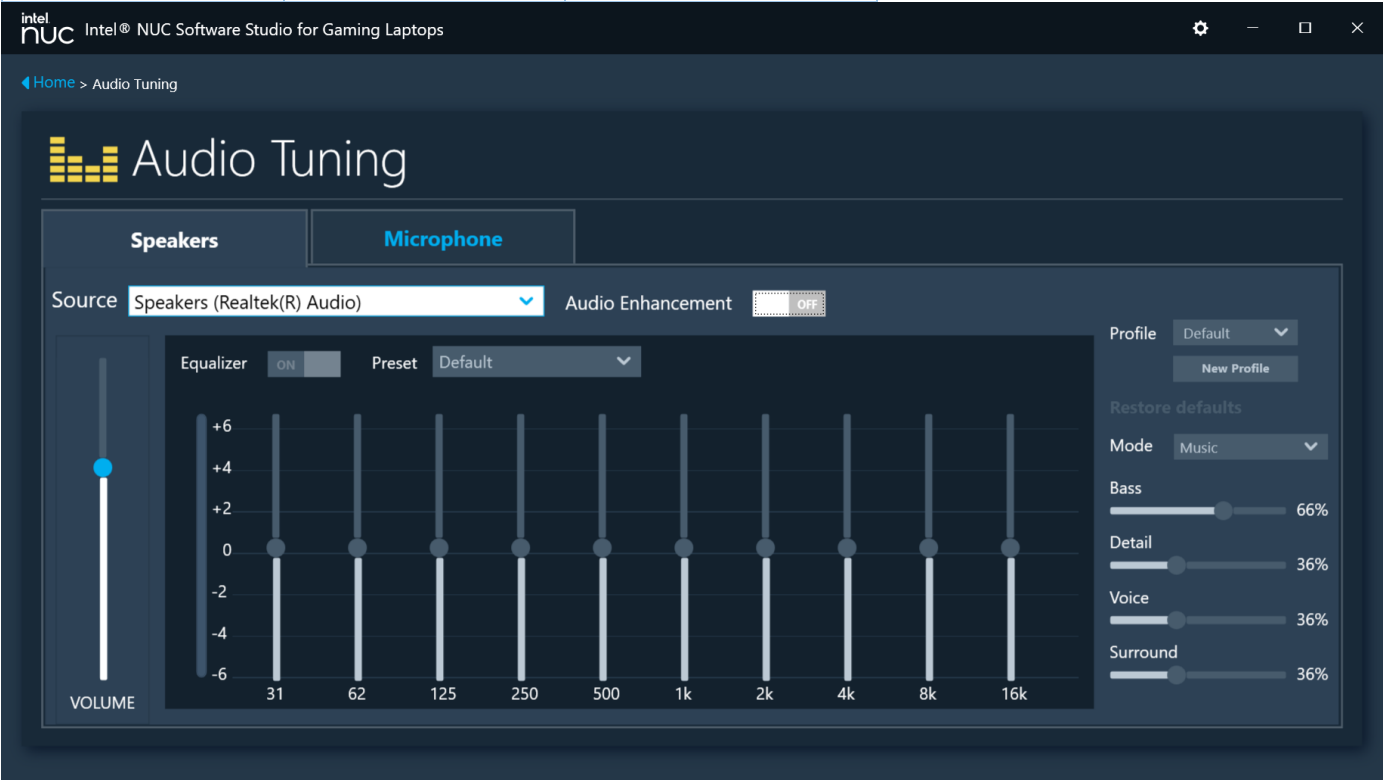 intel
nuc Intel® NUC Software Studio for Gaming Laptops
Home > Audio Tuning
Audio Tuning
Speakers Microphone
Source Speakers (Realtek(R) Audio) Audio Enhancement OFF
Equalizer ON Preset Default
Profile Default
New Profile
Restore defaults
Mode Music
Bass
66%
Detail
36%
Voice
36%
Surround
36%
+6
+4
+2
0
-2
-4
-6
31 62 125 250 500 1k 2k 4k 8k 16k
VOLUME